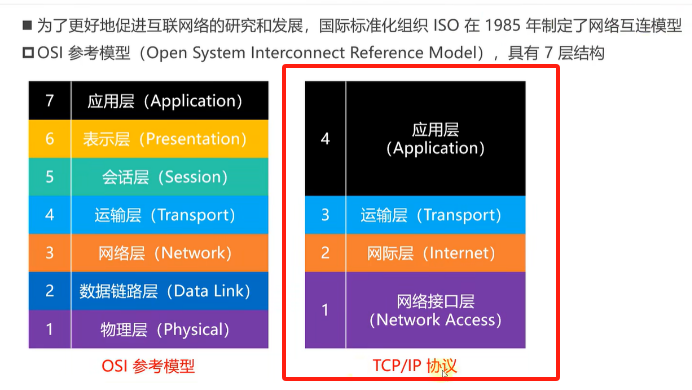 ■ 为了更好地促进互联网络的研究和发展，国际标准化组织 ISO 在 1985 年制定了网络互连模型
OSI 参考模型（Open System Interconnect Reference Model），具有 7 层结构
7 应用层（Application）
6 表示层（Presentation）
5 会话层（Session）
4 运输层（Transport）
3 网络层（Network）
2 数据链路层（Data Link）
1 物理层（Physical）
OSI 参考模型
4 应用层
（Application）
3 运输层（Transport）
2 网际层（Internet）
1 网络接口层
（Network Access）
TCP/IP 协议